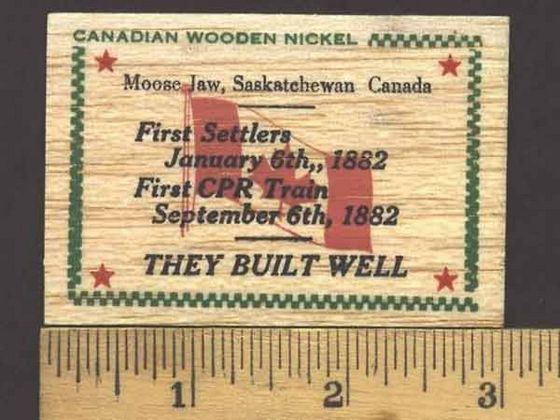 CANADIAN WOODEN NICKEL
Moose Jaw, Saskatchewan Canada
First Settlers
January 6th,, 1882
First CPR Train
September 6th, 1882
THEY BUILT WELL
1 2 3